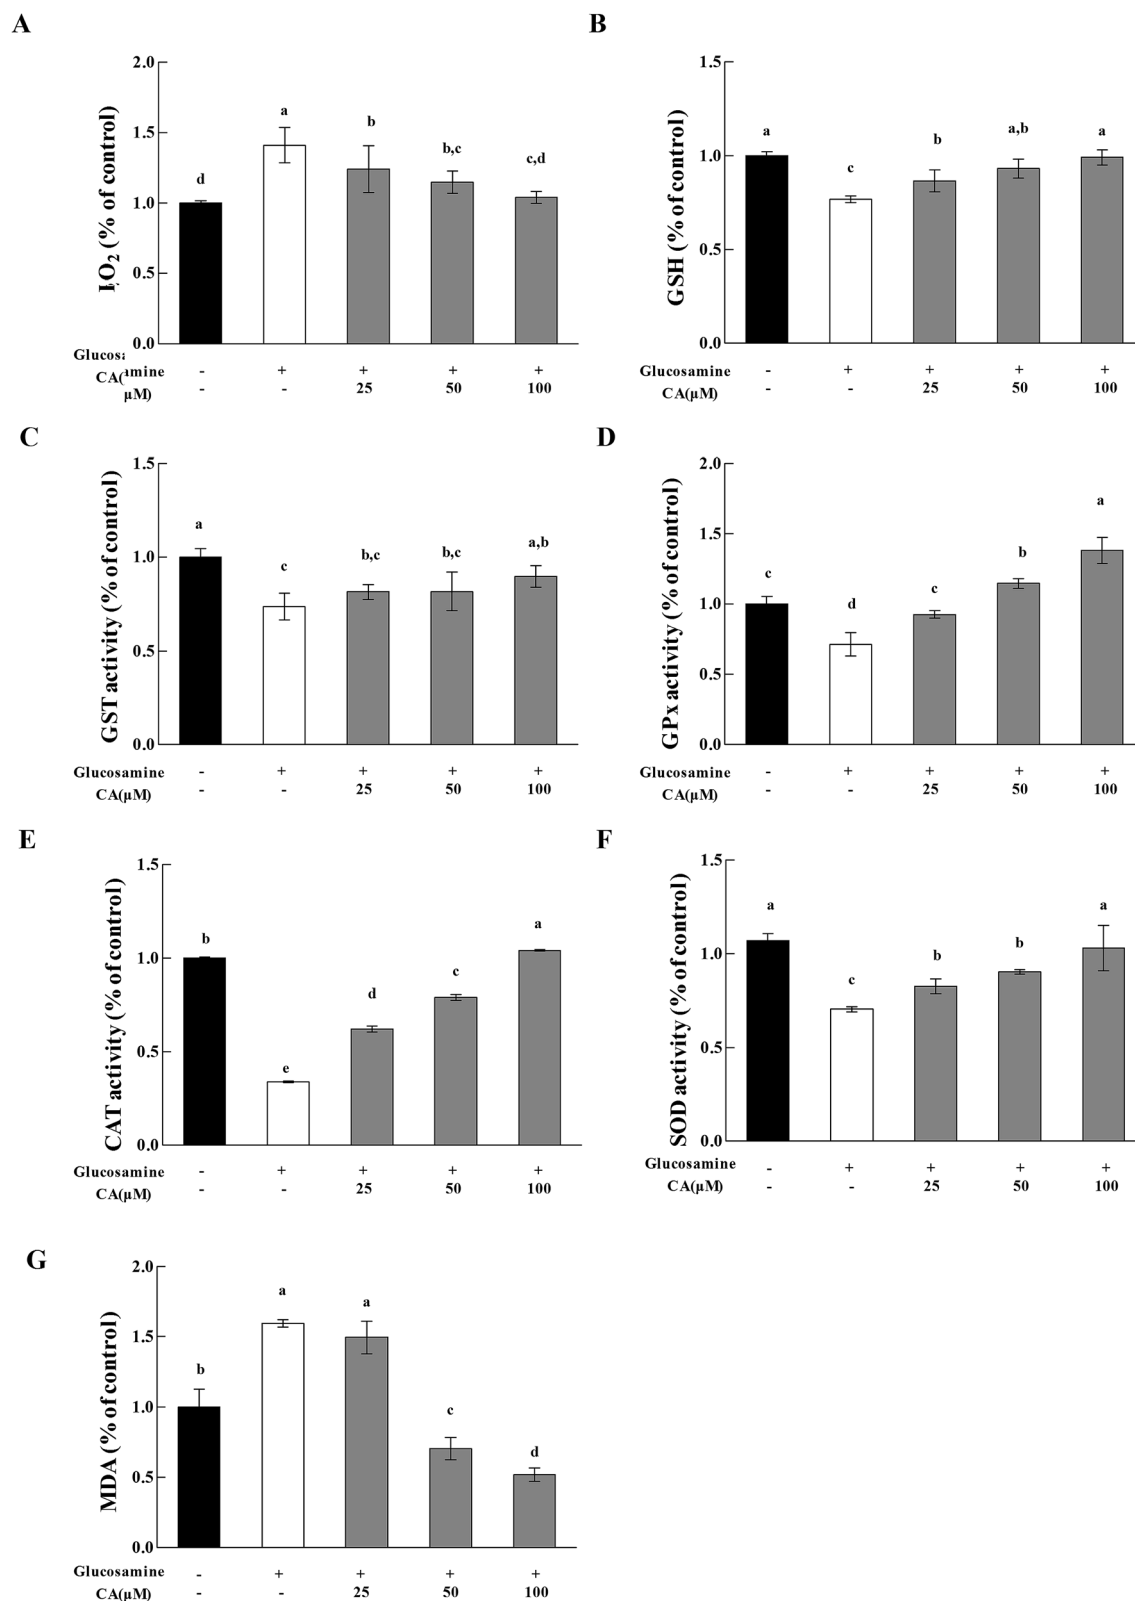 A
H₂O₂ (% of control)
2.0
1.5
1.0
0.5
0.0
d
a
b
b,c
c,d
Glucosamine - + + + +
CA(µM) - - 25 50 100
B
GSH (% of control)
1.5
1.0
0.5
0.0
a
c
b
a,b
a
Glucosamine - + + + +
CA(µM) - - 25 50 100
C
GST activity (% of control)
1.5
1.0
0.5
0.0
a
c
b,c
b,c
a,b
Glucosamine - + + + +
CA(µM) - - 25 50 100
D
GPx activity (% of control)
2.0
1.5
1.0
0.5
0.0
c
d
c
b
a
Glucosamine - + + + +
CA(µM) - - 25 50 100
E
CAT activity (% of control)
1.5
1.0
0.5
0.0
b
e
d
c
a
Glucosamine - + + + +
CA(µM) - - 25 50 100
F
SOD activity (% of control)
1.5
1.0
0.5
0.0
a
c
b
b
a
Glucosamine - + + + +
CA(µM) - - 25 50 100
G
MDA (% of control)
2.0
1.5
1.0
0.5
0.0
b
a
a
c
d
Glucosamine - + + + +
CA(µM) - - 25 50 100